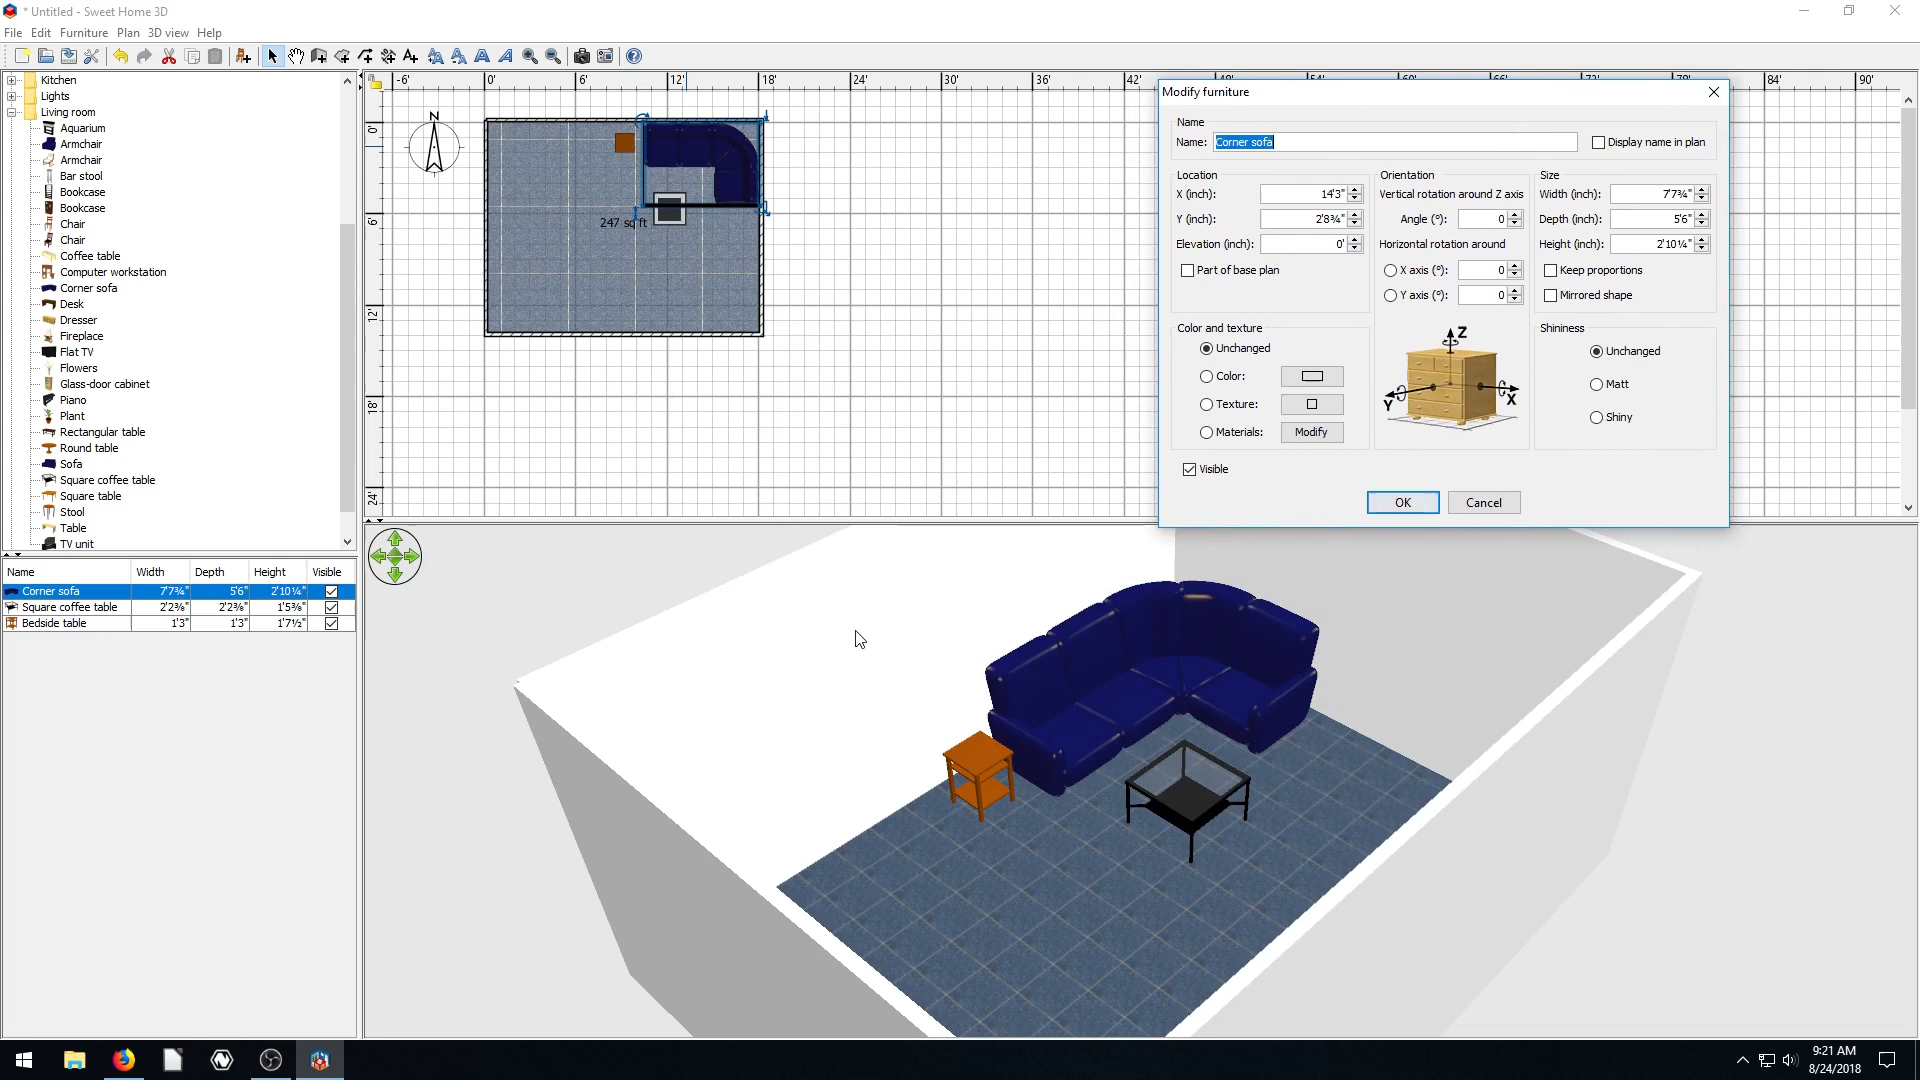 * Untitled - Sweet Home 3D
File Edit Furniture Plan 3D view Help
Kitchen
Lights
Living room
Aquarium
Armchair
Armchair
Bar stool
Bookcase
Bookcase
Chair
Chair
Coffee table
Computer workstation
Corner sofa
Desk
Dresser
Fireplace
Flat TV
Flowers
Glass-door cabinet
Piano
Plant
Rectangular table
Round table
Sofa
Square coffee table
Square table
Stool
Table
TV unit
Name Width Depth Height Visible
Corner sofa 7'7¾" 5'6" 2'10¼"
Square coffee table 2'2⅜" 2'2⅜" 1'5⅜"
Bedside table 1'3" 1'3" 1'7½"
-6' 0' 6' 12' 18' 24' 30' 36' 42' 84' 90'
0'
6'
12'
18'
24'
N
247 sq ft
Modify furniture
Name
Name: Corner sofa Display name in plan
Location
X (inch): 14'3"
Y (inch): 2'8¾"
Elevation (inch): 0'
Part of base plan
Orientation
Vertical rotation around Z axis
Angle (º): 0
Horizontal rotation around
X axis (º): 0
Y axis (º): 0
Size
Width (inch): 7'7¾"
Depth (inch): 5'6"
Height (inch): 2'10¼"
Keep proportions
Mirrored shape
Color and texture
Unchanged
Color:
Texture:
Materials: Modify
Z
Y
X
Shininess
Unchanged
Matt
Shiny
Visible
OK Cancel
9:21 AM
8/24/2018